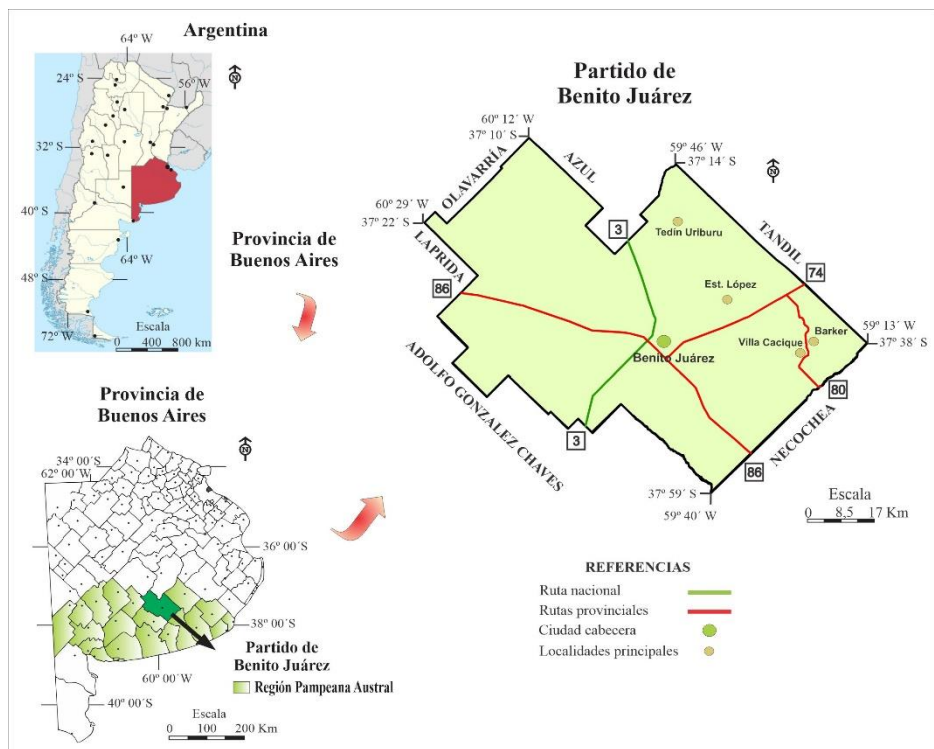 Argentina
64º W
24º S
56º W
N
32º S
40º S
64º W
48º S
72º W
Escala
0 400 800 km
Provincia de
Buenos Aires
Provincia de
Buenos Aires
N
34º 00´S
62º 00´W
36º 00´S
38º 00´S
60º 00´W
40º 00´S
Partido de
Benito Juárez
Región Pampeana Austral
Escala
0 100 200 Km
Partido de
Benito Juárez
N
60º 12´ W
37º 10´ S
59º 46´ W
37º 14´ S
60º 29´ W
37º 22´ S
OLAVARRÍA
AZUL
LAPRIDA
TANDIL
3
Tedín Uriburu
74
86
Est. López
Barker
Villa Cacique
59º 13´ W
37º 38´ S
Benito Juárez
80
ADOLFO GONZALEZ CHAVES
NECOCHEA
3
86
37º 59´ S
59º 40´ W
Escala
0 8,5 17 Km
REFERENCIAS
Ruta nacional
Rutas provinciales
Ciudad cabecera
Localidades principales